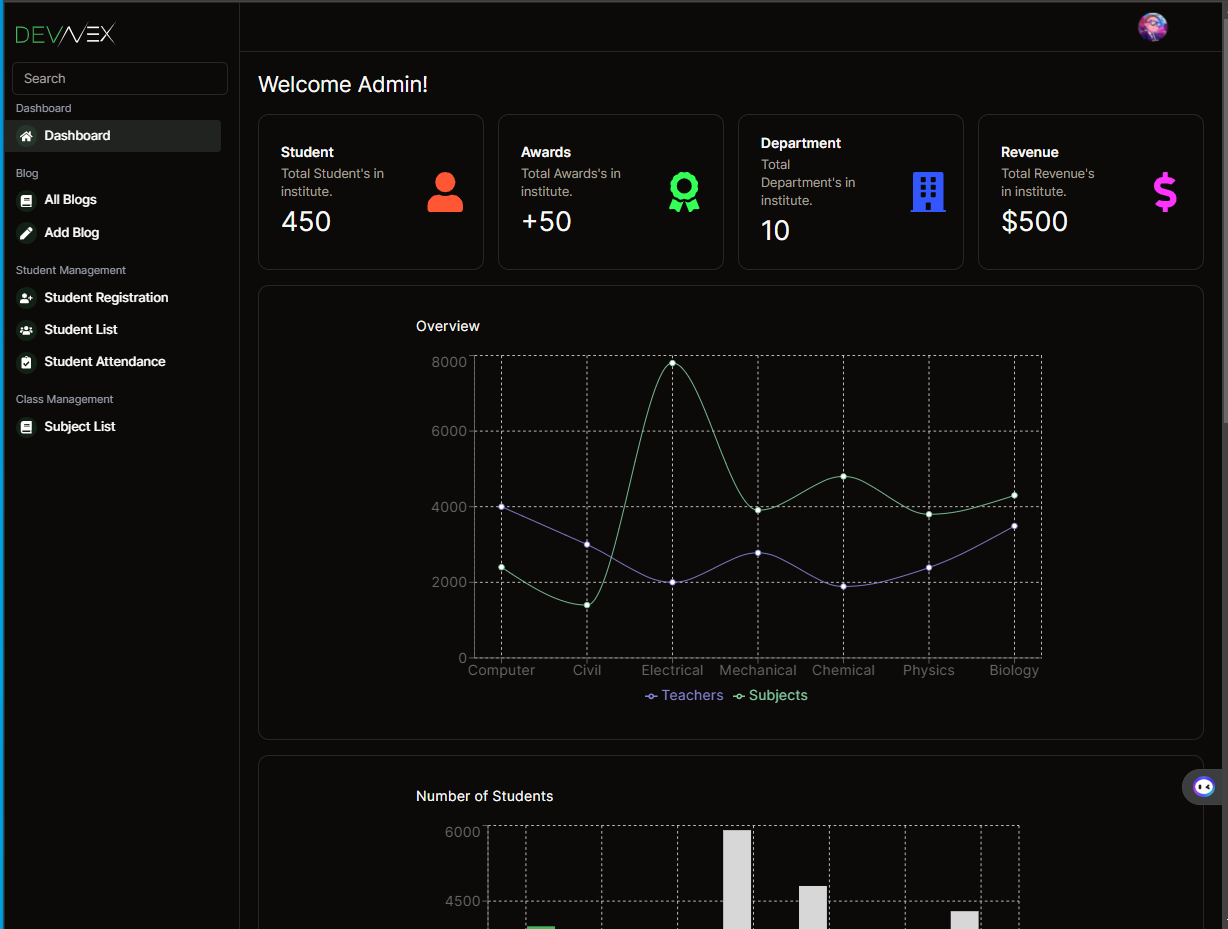 DEVNEX
Search
Dashboard
Dashboard
Blog
All Blogs
Add Blog
Student Management
Student Registration
Student List
Student Attendance
Class Management
Subject List
Welcome Admin!
Student
Total Student's in
institute.
450
Awards
Total Awards's in
institute.
+50
Department
Total
Department's in
institute.
10
Revenue
Total Revenue's
in institute.
$500
Overview
8000
6000
4000
2000
0
Computer Civil Electrical Mechanical Chemical Physics Biology
Teachers Subjects
Number of Students
6000
4500